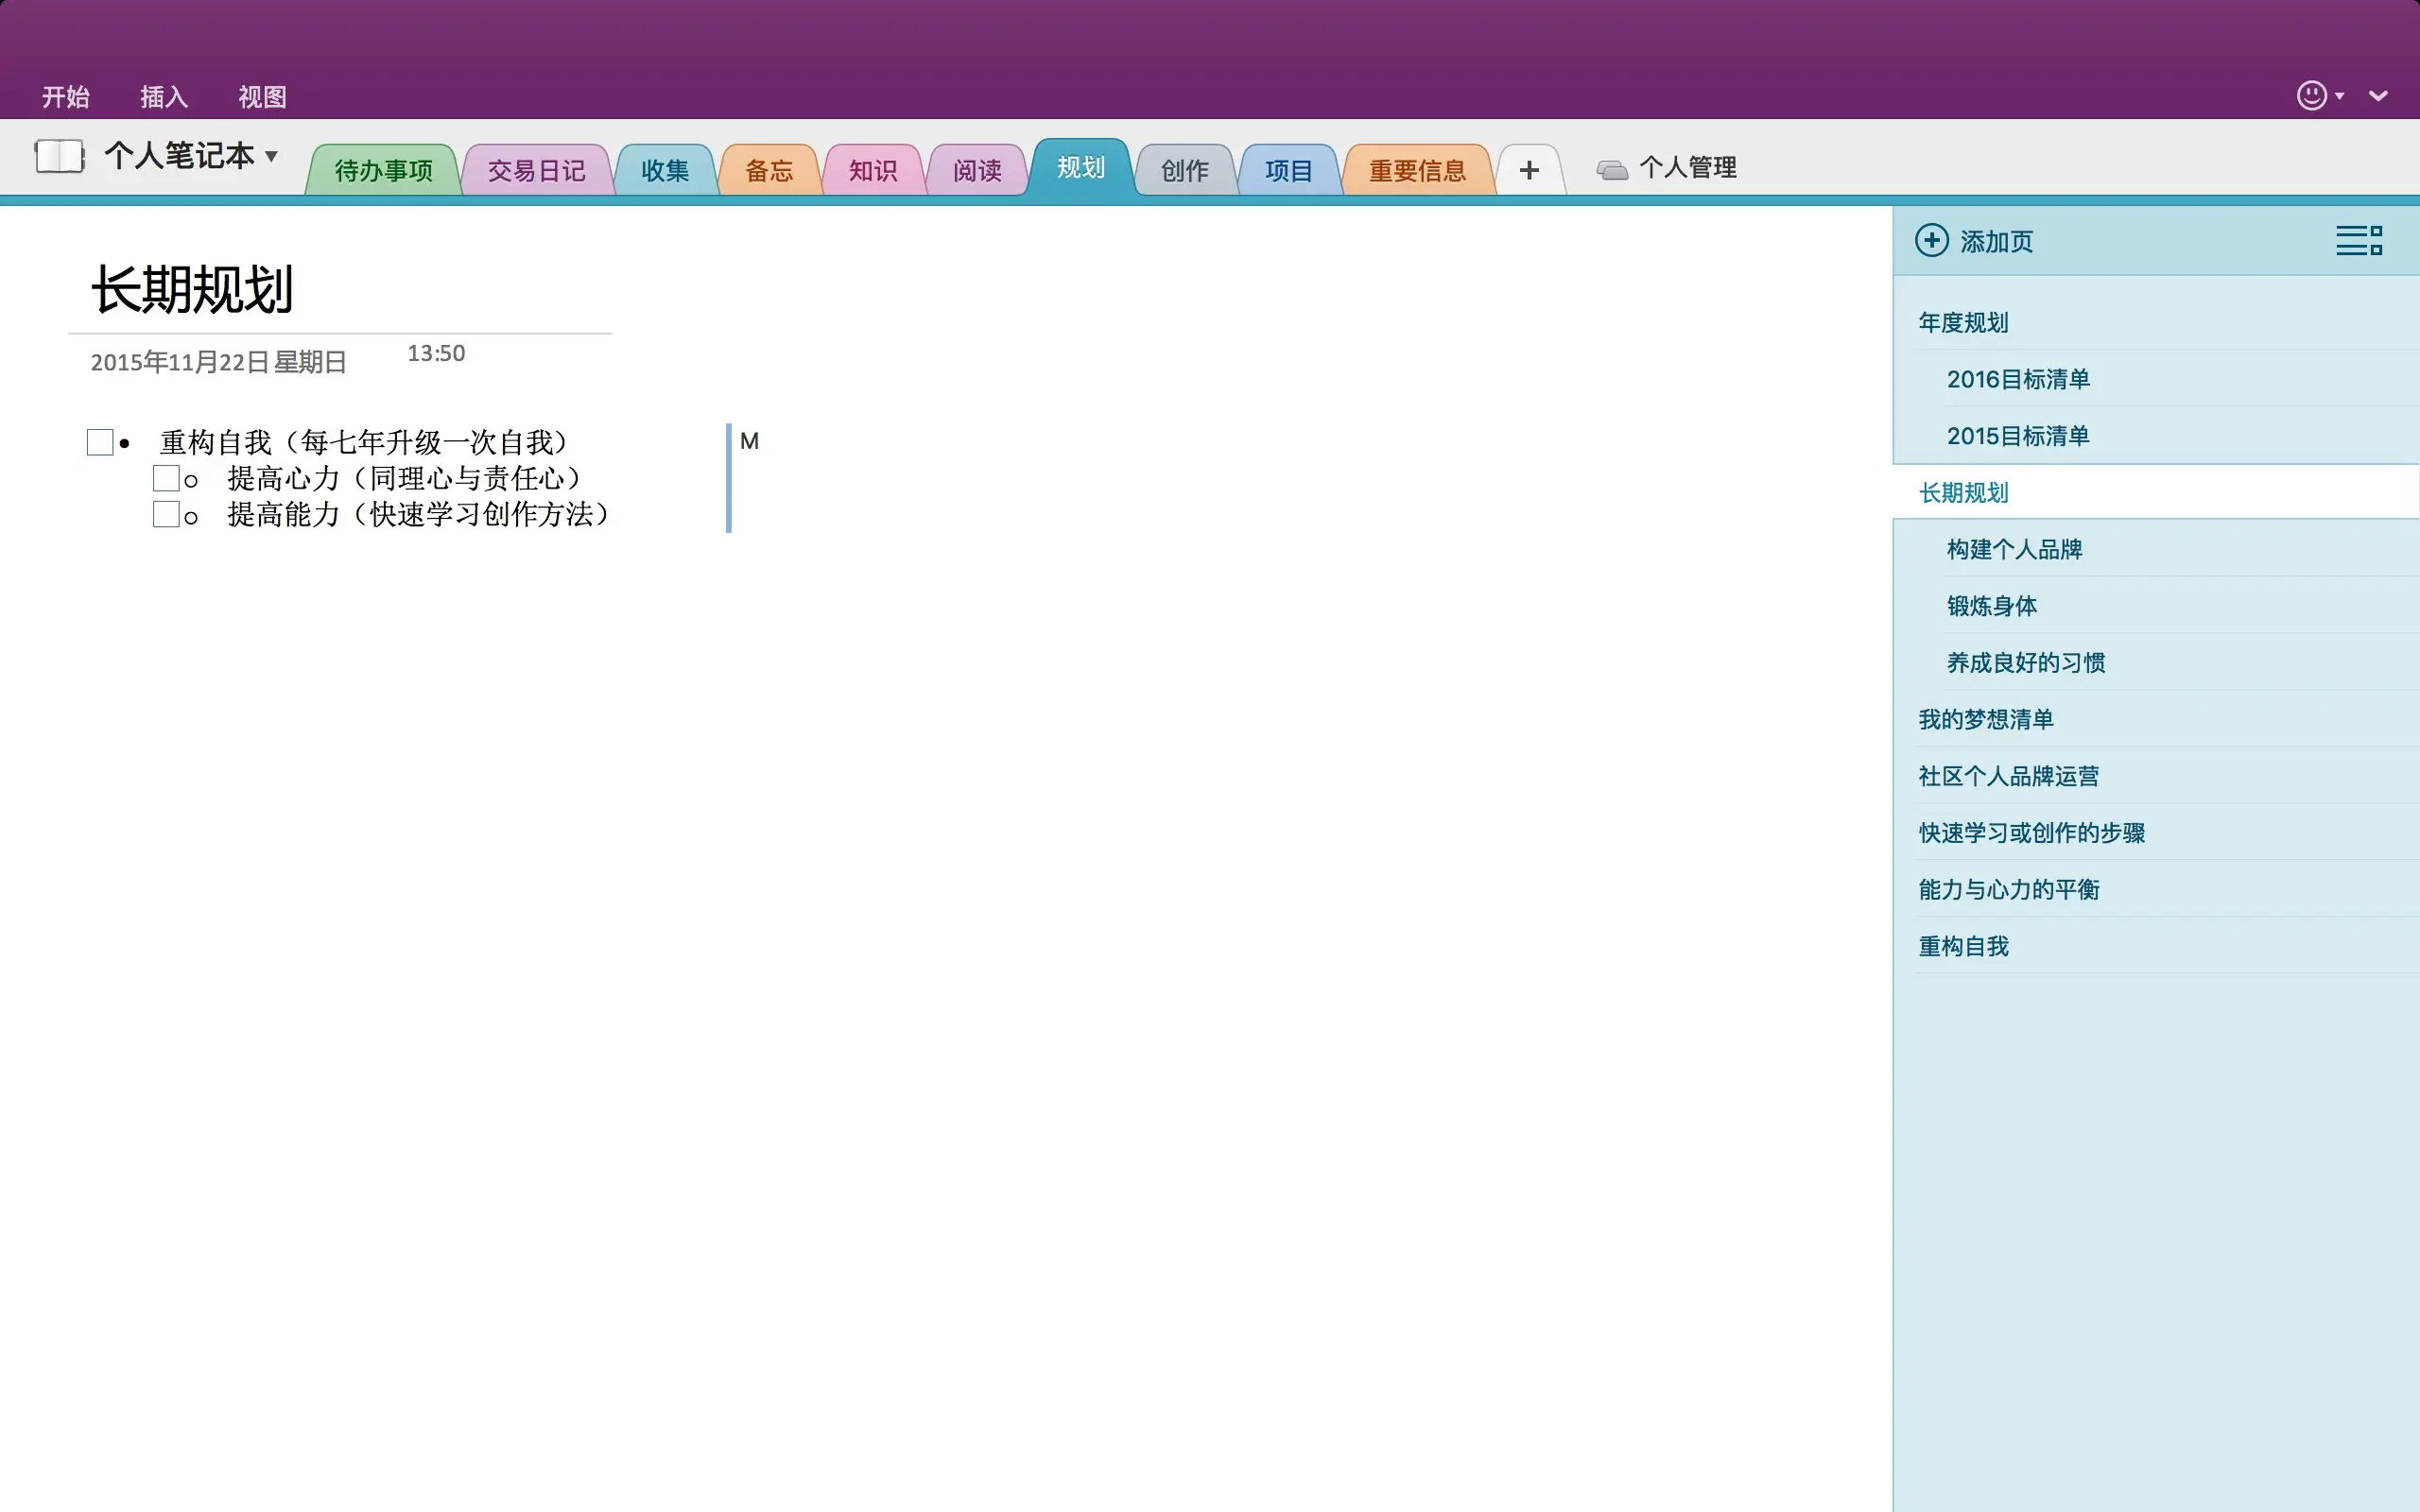 开始 插入 视图
个人笔记本 待办事项 交易日记 收集 备忘 知识 阅读 规划 创作 项目 重要信息 + 个人管理
添加页
长期规划
2015年11月22日 星期日 13:50
重构自我（每七年升级一次自我） M
提高心力（同理心与责任心）
提高能力（快速学习创作方法）
年度规划
2016目标清单
2015目标清单
长期规划
构建个人品牌
锻炼身体
养成良好的习惯
我的梦想清单
社区个人品牌运营
快速学习或创作的步骤
能力与心力的平衡
重构自我